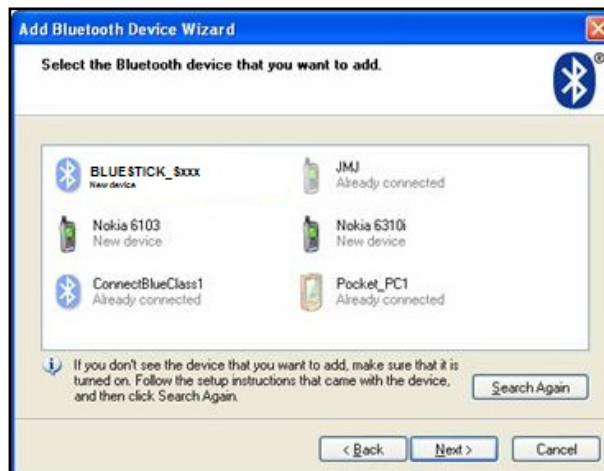 Add Bluetooth Device Wizard
Select the Bluetooth device that you want to add.
®
BLUESTICK_Sxxx
New device
JMJ
Already connected
Nokia 6103
New device
Nokia 6310i
New device
ConnectBlueClass1
Already connected
Pocket_PC1
Already connected
If you don't see the device that you want to add, make sure that it is
turned on. Follow the setup instructions that came with the device,
and then click Search Again.
Search Again
< Back
Next >
Cancel